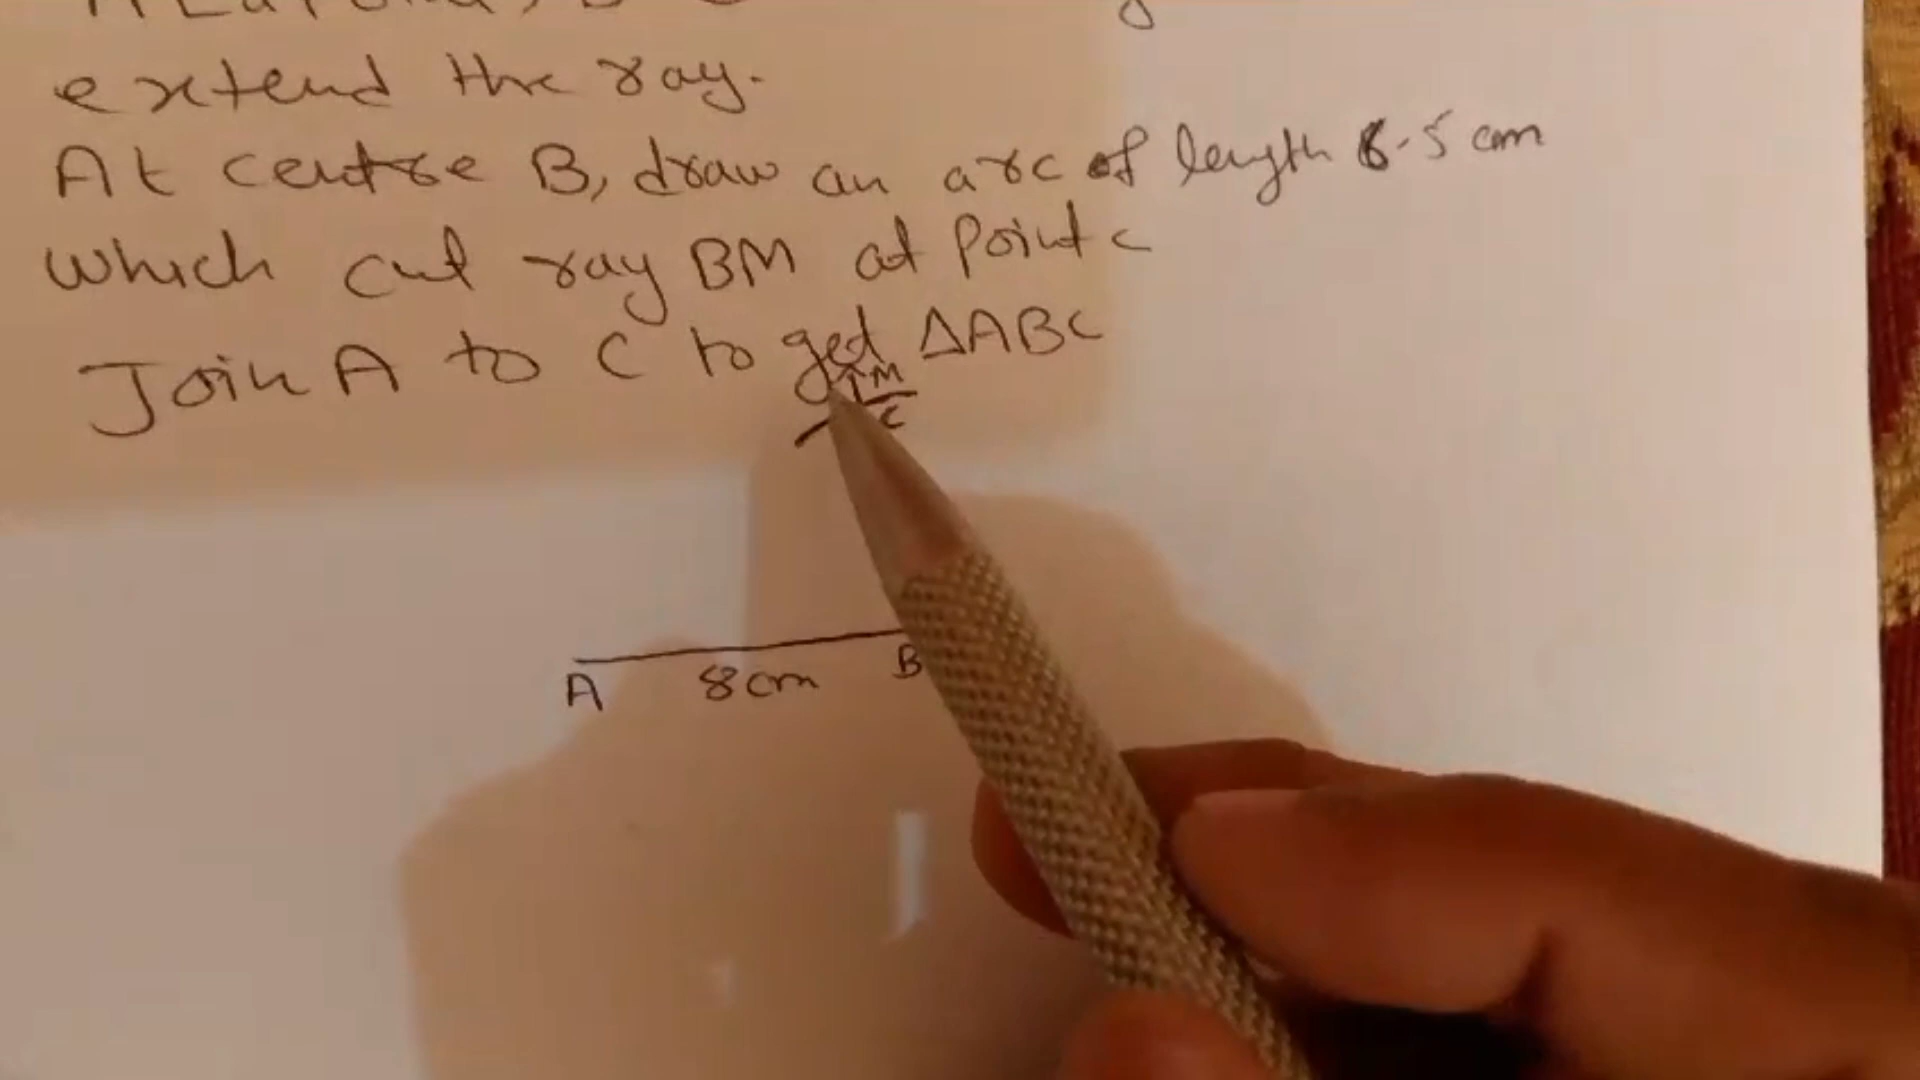 extend the ray.
At centre B, draw an arc of length 6.5 cm
which cut ray BM at point C
Join A to C to get ΔABC
M
C
A 8cm B